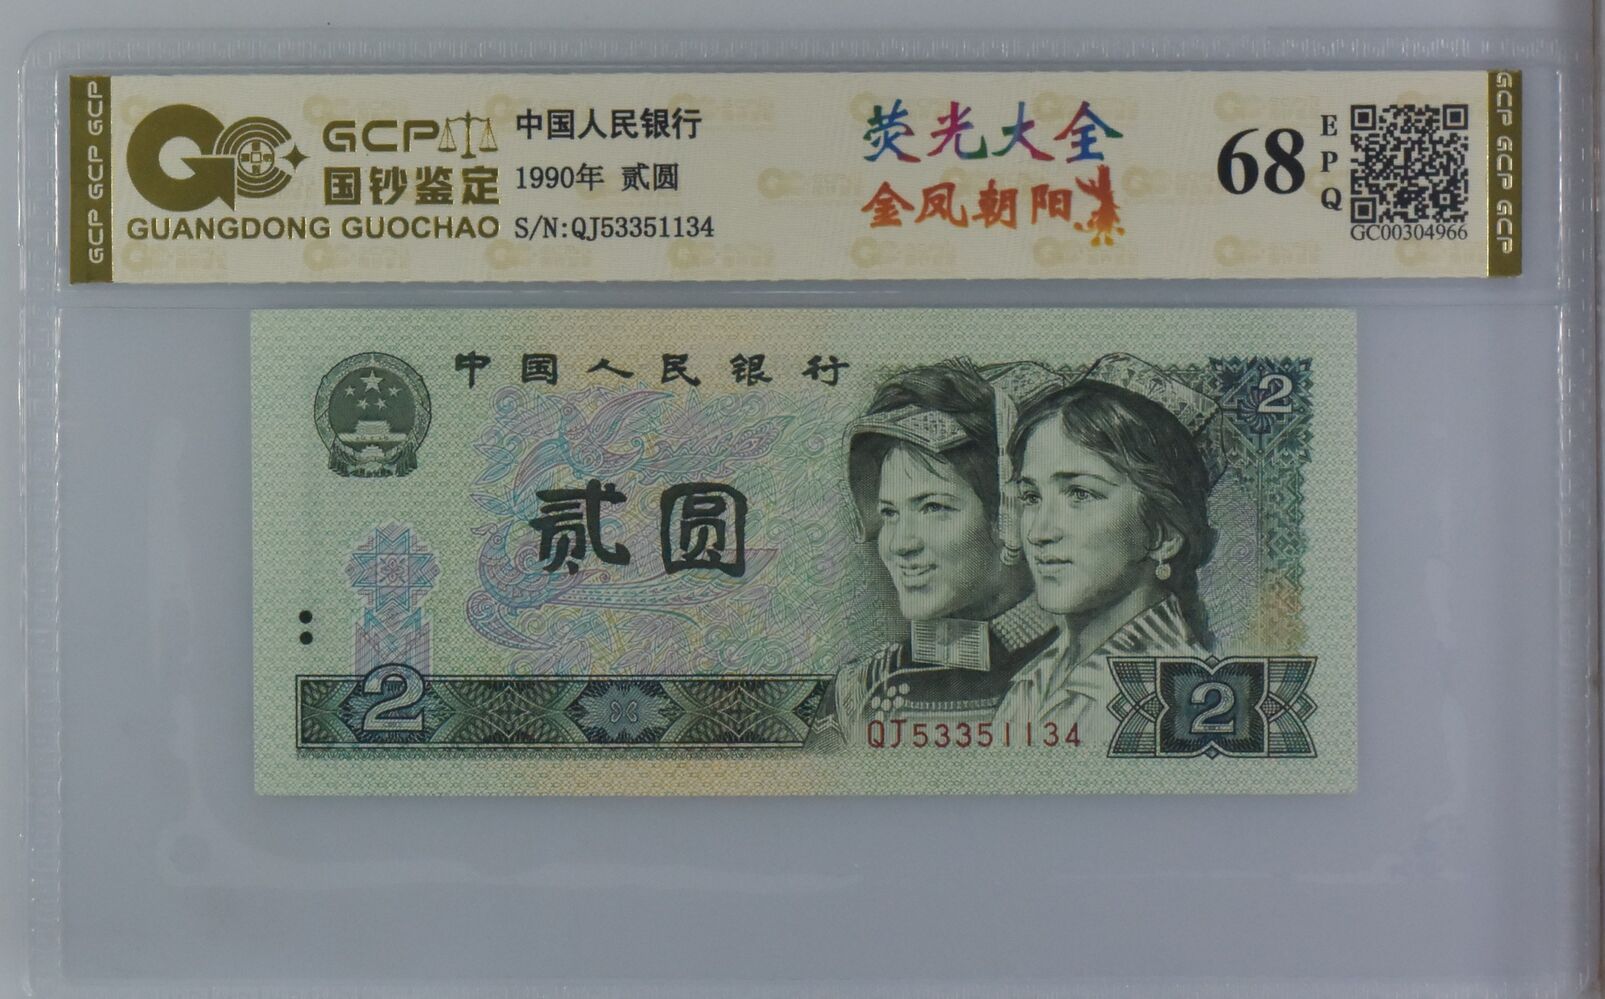 GCP GCP GCP
GCP
国钞鉴定
GUANGDONG GUOCHAO
中国人民银行
1990年 贰圆
S/N:QJ53351134
荧光大全
金凤朝阳
68
E
P
Q
GC00304966
GCP GCP GCP
中国人民银行
2
贰圆
2
QJ53351134
2